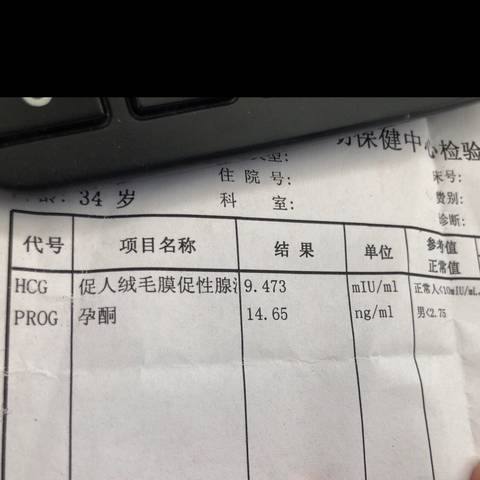 保健中心检验
住院号:
床号:
34 岁
科 室:
费别:
诊断:
代号 项目名称 结 果 单位 参考值 正常值
HCG 促人绒毛膜促性腺 9.473 mIU/ml 正常人<10mIU/mL
PROG 孕酮 14.65 ng/ml 男<2.75